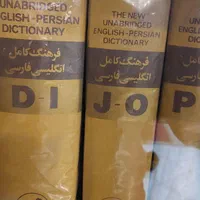 UNABRIDGED
ENGLISH-PERSIAN
DICTIONARY
فرهنگ کامل
انگلیسی فارسی
D-I
THE NEW
UNABRIDGED
ENGLISH-PERSIAN
DICTIONARY
فرهنگ کامل
انگلیسی فارسی
J-O
P